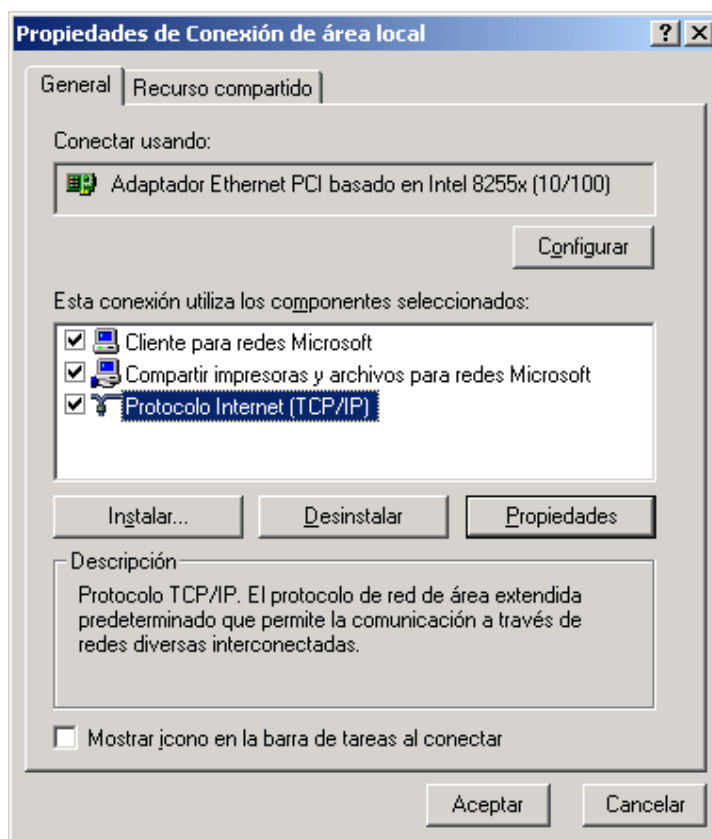 Propiedades de Conexión de área local
General
Recurso compartido
Conectar usando:
Adaptador Ethernet PCI basado en Intel 8255x (10/100)
Configurar
Esta conexión utiliza los componentes seleccionados:
Cliente para redes Microsoft
Compartir impresoras y archivos para redes Microsoft
Protocolo Internet (TCP/IP)
Instalar...
Desinstalar
Propiedades
Descripción
Protocolo TCP/IP. El protocolo de red de área extendida
predeterminado que permite la comunicación a través de
redes diversas interconectadas.
Mostrar icono en la barra de tareas al conectar
Aceptar
Cancelar